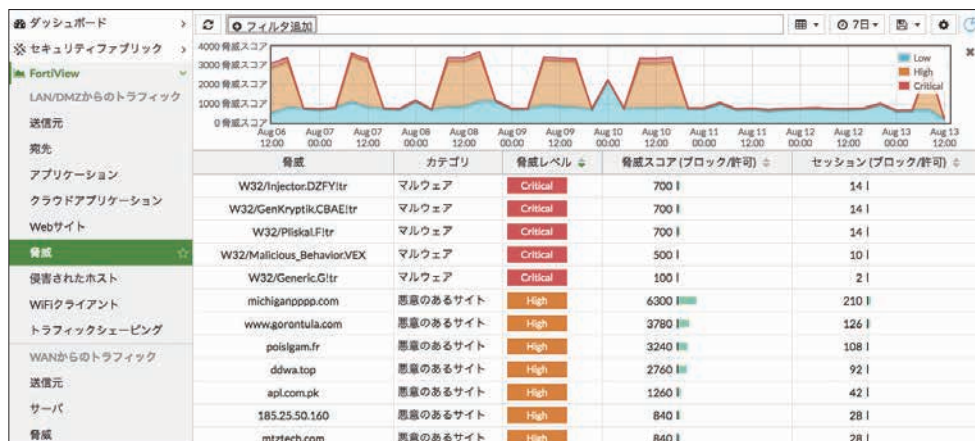 ダッシュボード
セキュリティファブリック
FortiView
LAN/DMZからのトラフィック
送信元
宛先
アプリケーション
クラウドアプリケーション
Webサイト
脅威
侵害されたホスト
WiFiクライアント
トラフィックシェーピング
WANからのトラフィック
送信元
サーバ
脅威
フィルタ追加
7日
4000 脅威スコア
3000 脅威スコア
2000 脅威スコア
1000 脅威スコア
0 脅威スコア
Low
High
Critical
Aug 06 12:00
Aug 07 00:00
Aug 07 12:00
Aug 08 00:00
Aug 08 12:00
Aug 09 00:00
Aug 09 12:00
Aug 10 00:00
Aug 10 12:00
Aug 11 00:00
Aug 11 12:00
Aug 12 00:00
Aug 12 12:00
Aug 13 00:00
Aug 13 12:00
脅威 カテゴリ 脅威レベル 脅威スコア (ブロック/許可) セッション (ブロック/許可)
W32/Injector.DZFY!tr マルウェア Critical 700 14
W32/GenKryptik.CBAE!tr マルウェア Critical 700 14
W32/Pliskal.F!tr マルウェア Critical 700 14
W32/Malicious_Behavior.VEX マルウェア Critical 500 10
W32/Generic.G!tr マルウェア Critical 100 2
michiganpppp.com 悪意のあるサイト High 6300 210
www.gorontula.com 悪意のあるサイト High 3780 126
poislgam.fr 悪意のあるサイト High 3240 108
ddwa.top 悪意のあるサイト High 2760 92
apl.com.pk 悪意のあるサイト High 1260 42
185.25.50.160 悪意のあるサイト High 840 28
mtztech.com 悪意のあるサイト High 840 28